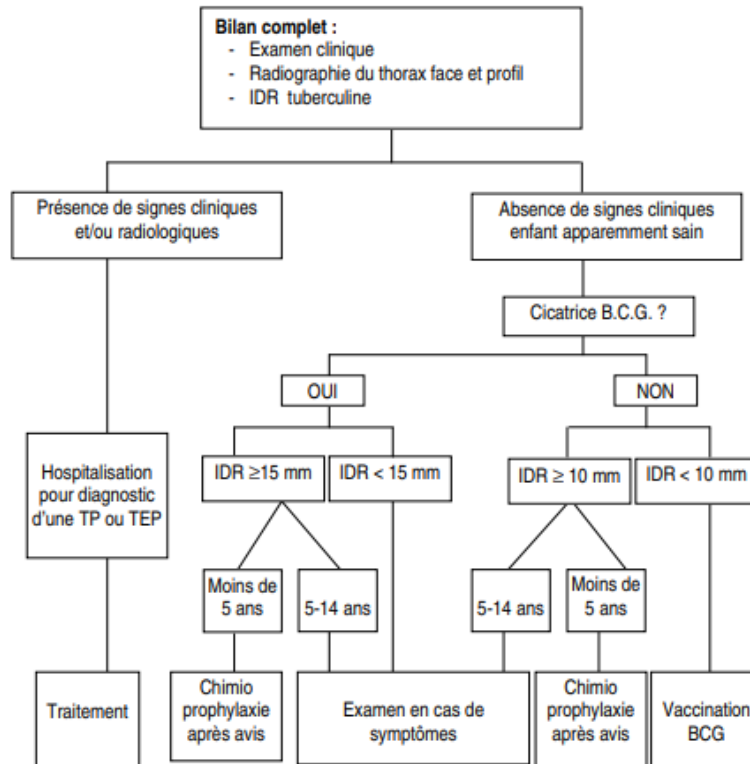 Bilan complet :
- Examen clinique
- Radiographie du thorax face et profil
- IDR tuberculine
Présence de signes cliniques
et/ou radiologiques
Absence de signes cliniques
enfant apparemment sain
Cicatrice B.C.G. ?
OUI
NON
Hospitalisation
pour diagnostic
d'une TP ou TEP
IDR ≥15 mm
IDR < 15 mm
IDR ≥ 10 mm
IDR < 10 mm
Moins de
5 ans
5-14 ans
5-14 ans
Moins de
5 ans
Traitement
Chimio
prophylaxie
après avis
Examen en cas de
symptômes
Chimio
prophylaxie
après avis
Vaccination
BCG